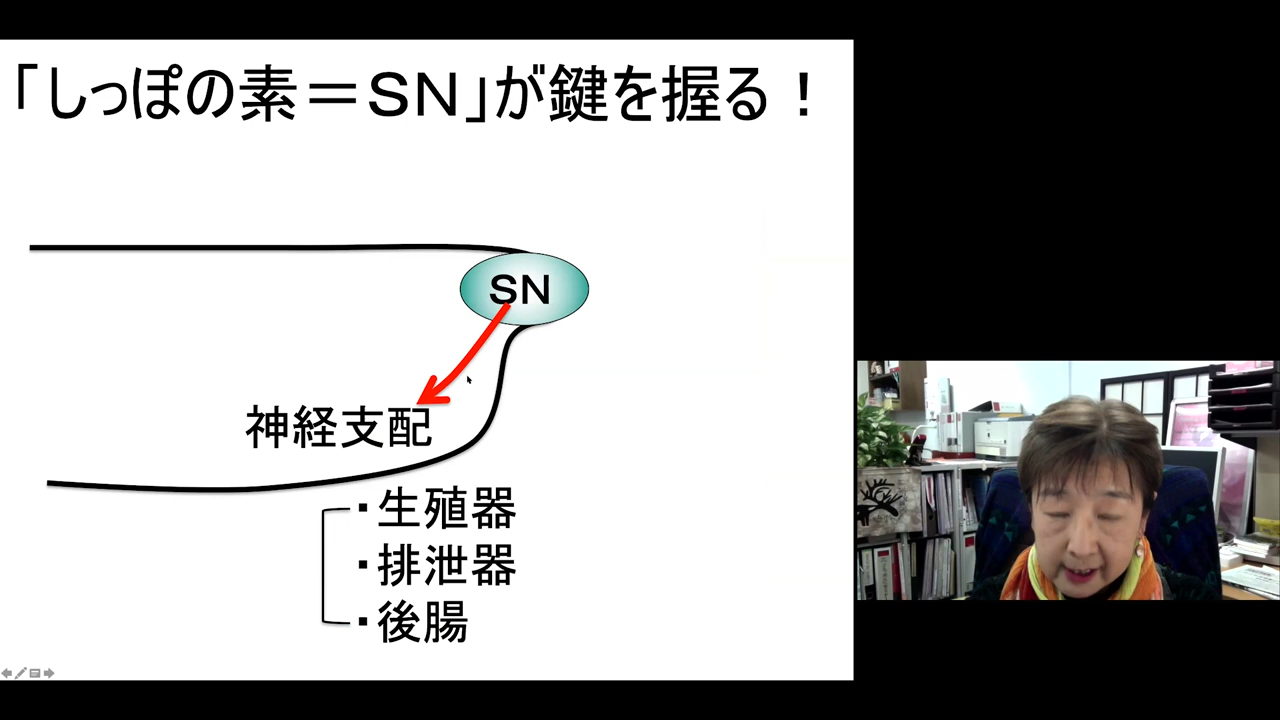 「しっぽの素＝SN」が鍵を握る！
SN
神経支配
・生殖器
・排泄器
・後腸